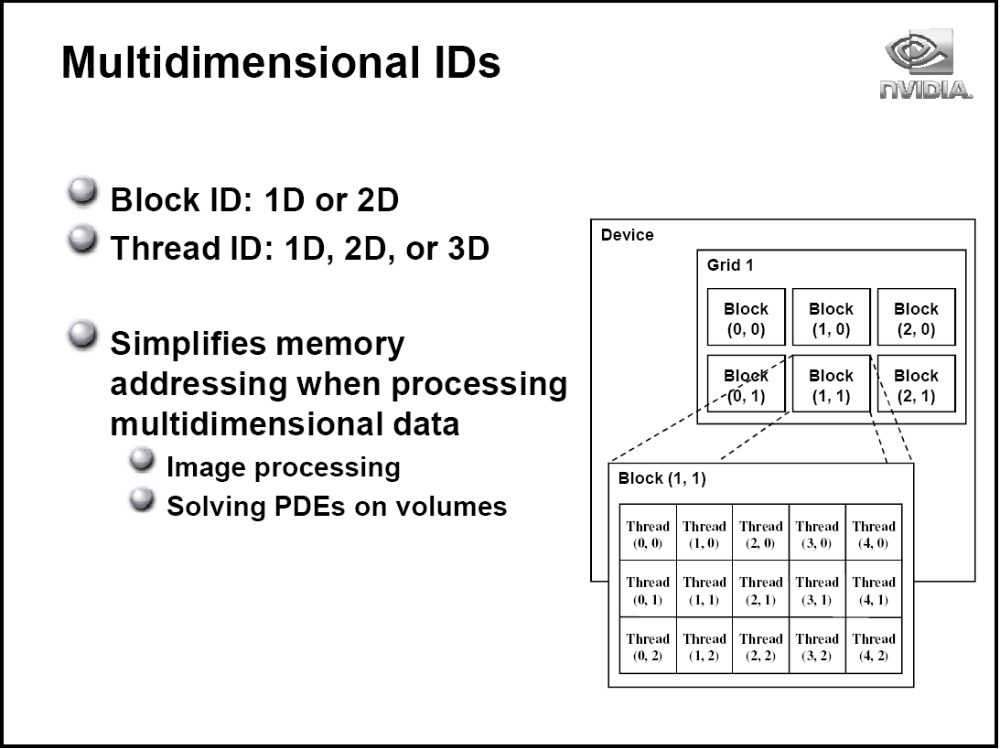 Multidimensional IDs
NVIDIA.
Block ID: 1D or 2D
Thread ID: 1D, 2D, or 3D
Simplifies memory
addressing when processing
multidimensional data
Image processing
Solving PDEs on volumes
Device
Grid 1
Block Block Block
(0, 0) (1, 0) (2, 0)
Block Block Block
(0, 1) (1, 1) (2, 1)
Block (1, 1)
Thread Thread Thread Thread Thread
(0, 0) (1, 0) (2, 0) (3, 0) (4, 0)
Thread Thread Thread Thread Thread
(0, 1) (1, 1) (2, 1) (3, 1) (4, 1)
Thread Thread Thread Thread Thread
(0, 2) (1, 2) (2, 2) (3, 2) (4, 2)